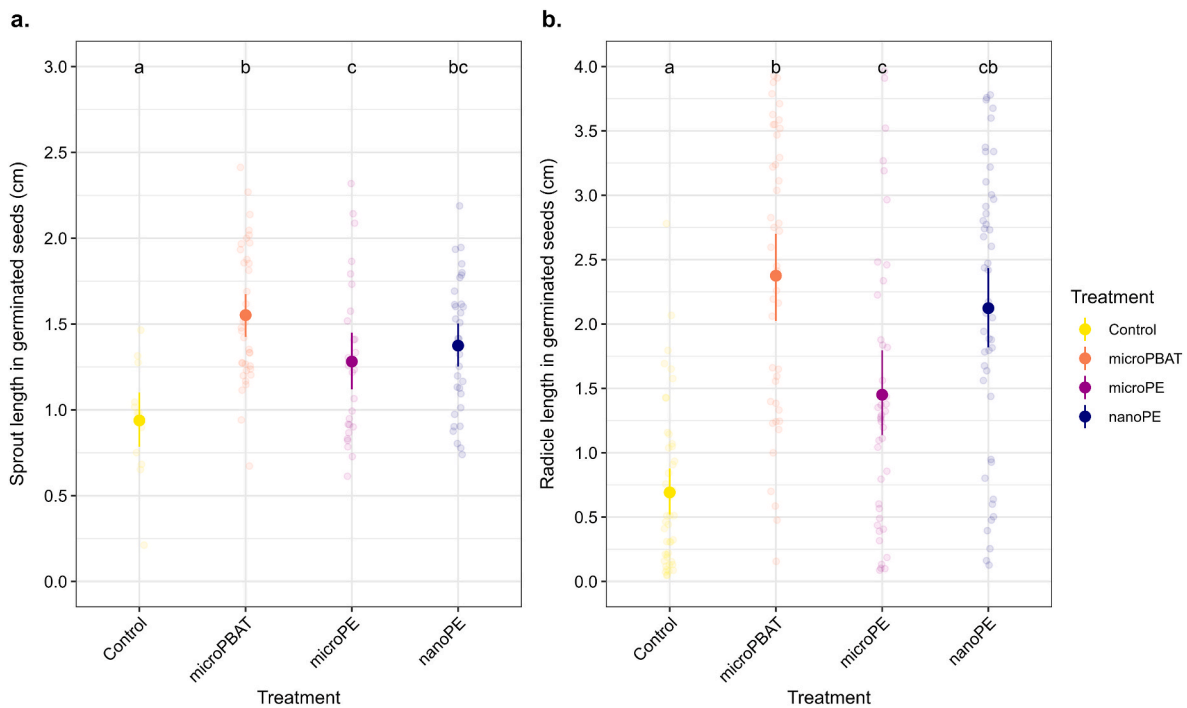 a.
Sprout length in germinated seeds (cm)
3.0
2.5
2.0
1.5
1.0
0.5
0.0
a b c bc
Control microPBAT microPE nanoPE
Treatment
b.
Radicle length in germinated seeds (cm)
4.0
3.5
3.0
2.5
2.0
1.5
1.0
0.5
0.0
a b c cb
Control microPBAT microPE nanoPE
Treatment
Treatment
Control
microPBAT
microPE
nanoPE